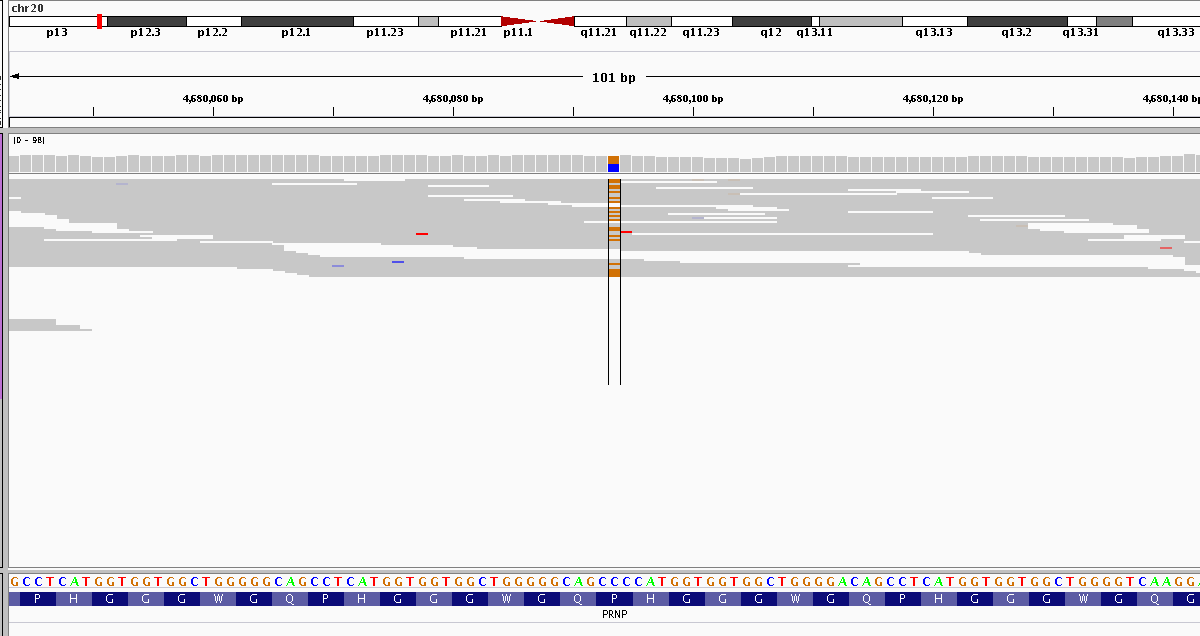 chr20
p13 p12.3 p12.2 p12.1 p11.23 p11.21 p11.1 q11.21 q11.22 q11.23 q12 q13.11 q13.13 q13.2 q13.31 q13.33
101 bp
4,680,060 bp 4,680,080 bp 4,680,100 bp 4,680,120 bp 4,680,140 bp
[0 - 98]
GCCTCATGGTGGTGGCTGGGGGCAGCCTCATGGTGGTGGCTGGGGGCAGCCCCATGGTGGTGGCTGGGGACAGCCTCATGGTGGTGGCTGGGGTCAAGG
P H G G G W G Q P H G G G W G Q P H G G G W G Q P H G G G W G Q G
PRNP